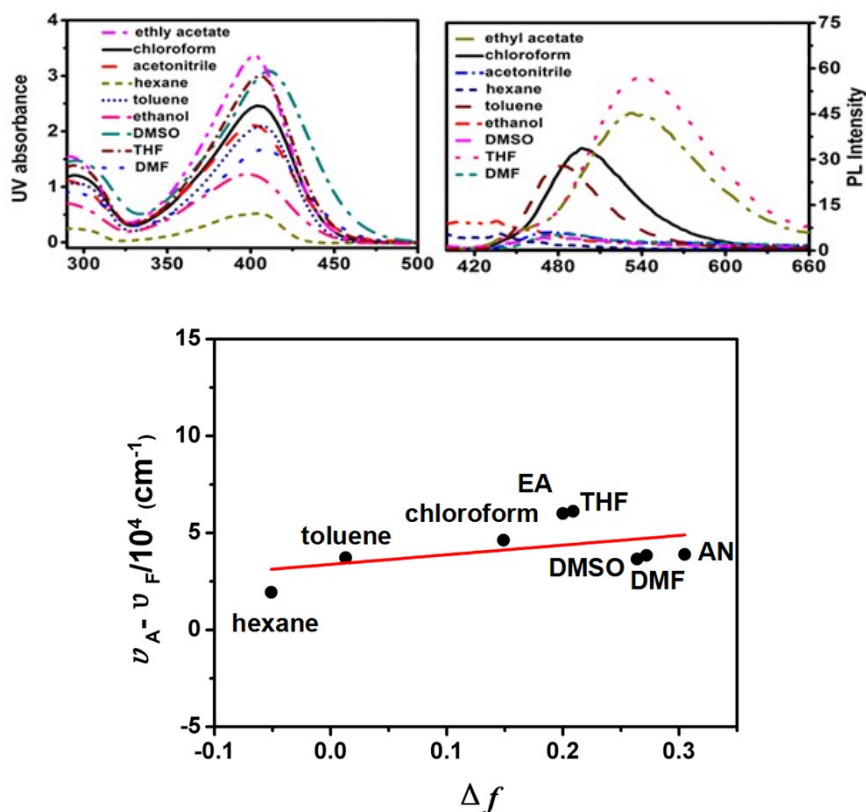 UV absorbance
4
3
2
1
0
ethly acetate
chloroform
acetonitrile
hexane
toluene
ethanol
DMSO
THF
DMF
300 350 400 450 500
ethyl acetate
chloroform
acetonitrile
hexane
toluene
ethanol
DMSO
THF
DMF
75
60
45
30
15
0
PL Intensity
420 480 540 600 660
υA- υF/10⁴ (cm⁻¹)
15
10
5
0
-5
EA
THF
chloroform
toluene
AN
DMSO
DMF
hexane
-0.1 0.0 0.1 0.2 0.3
Δf